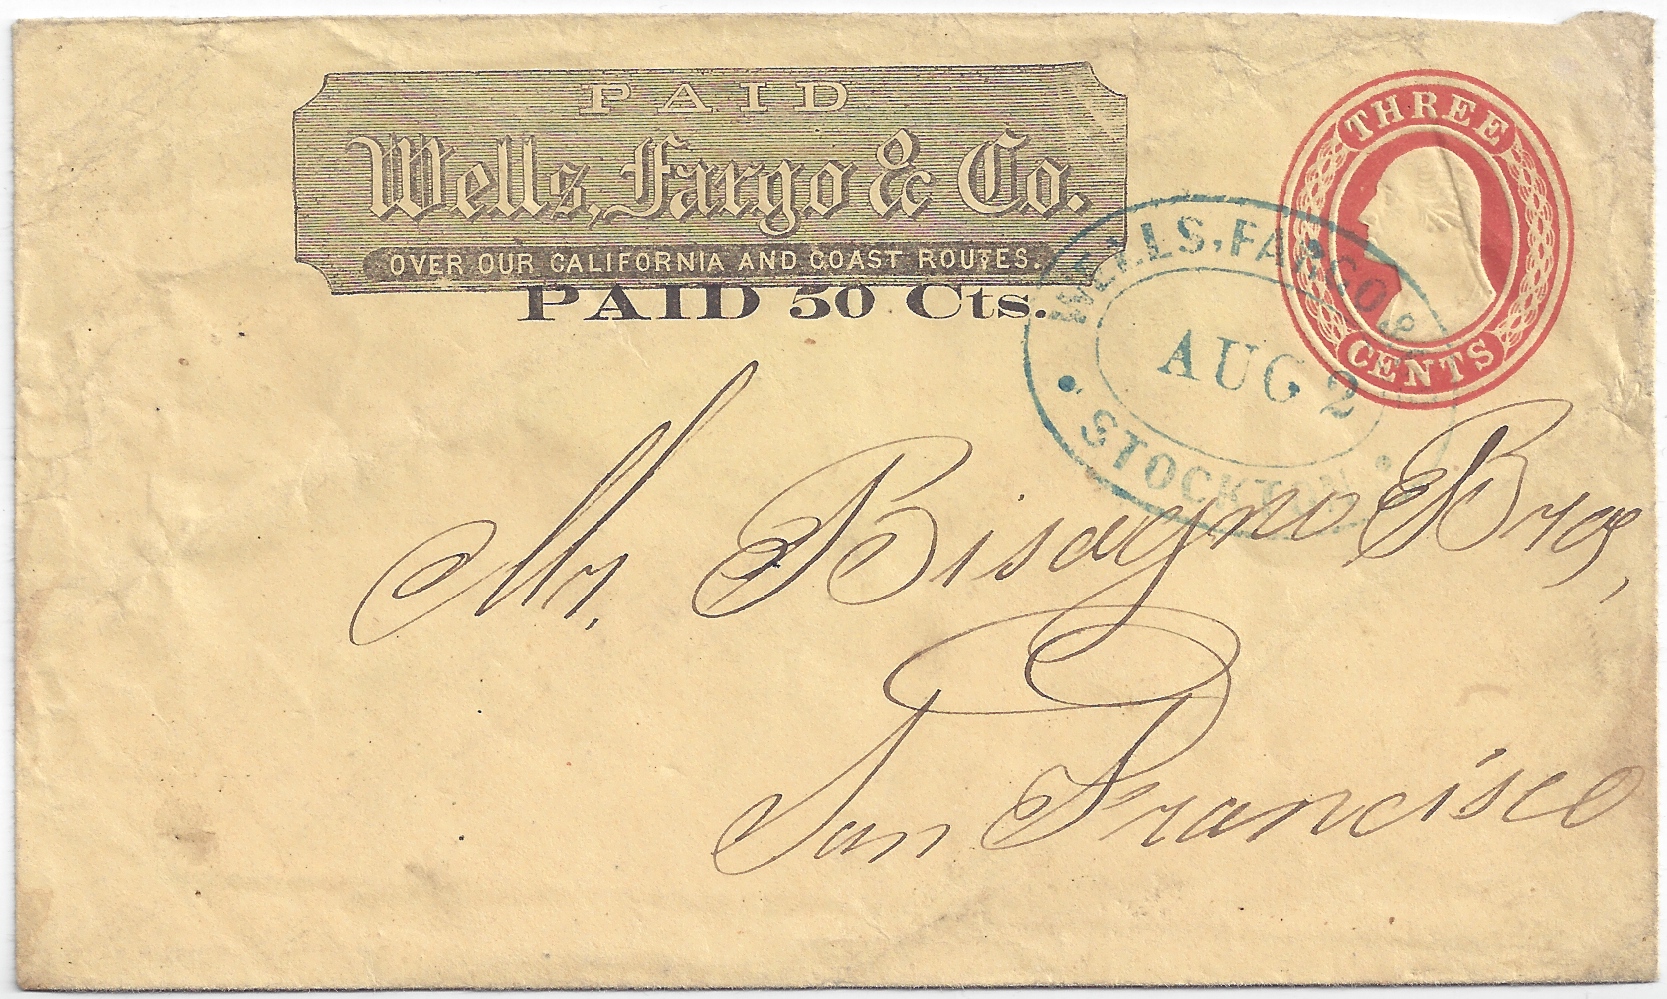 PAID
Wells, Fargo & Co.
OVER OUR CALIFORNIA AND COAST ROUTES.
PAID 50 Cts.
THREE
CENTS
WELLS, FARGO &
AUG 2
STOCKTON
Mr. Bisagno Bros,
San Francisco